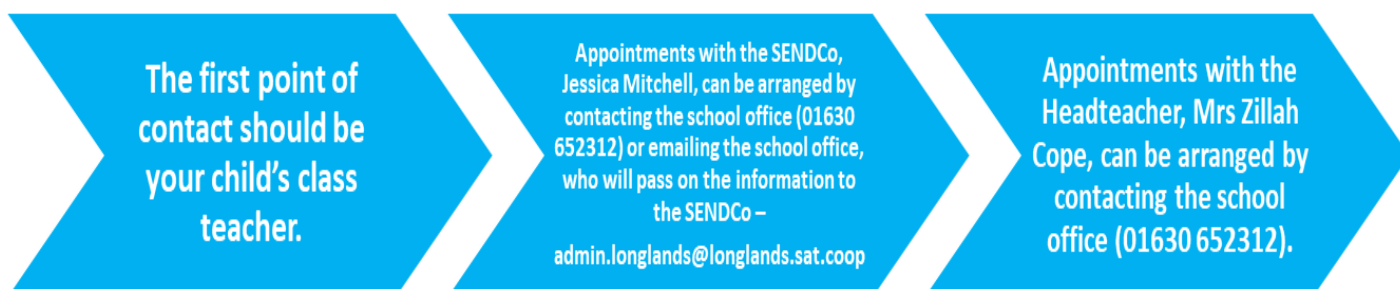 The first point of
contact should be
your child's class
teacher.
Appointments with the SENDCo,
Jessica Mitchell, can be arranged by
contacting the school office (01630
652312) or emailing the school office,
who will pass on the information to
the SENDCo –
admin.longlands@longlands.sat.coop
Appointments with the
Headteacher, Mrs Zillah
Cope, can be arranged by
contacting the school
office (01630 652312).